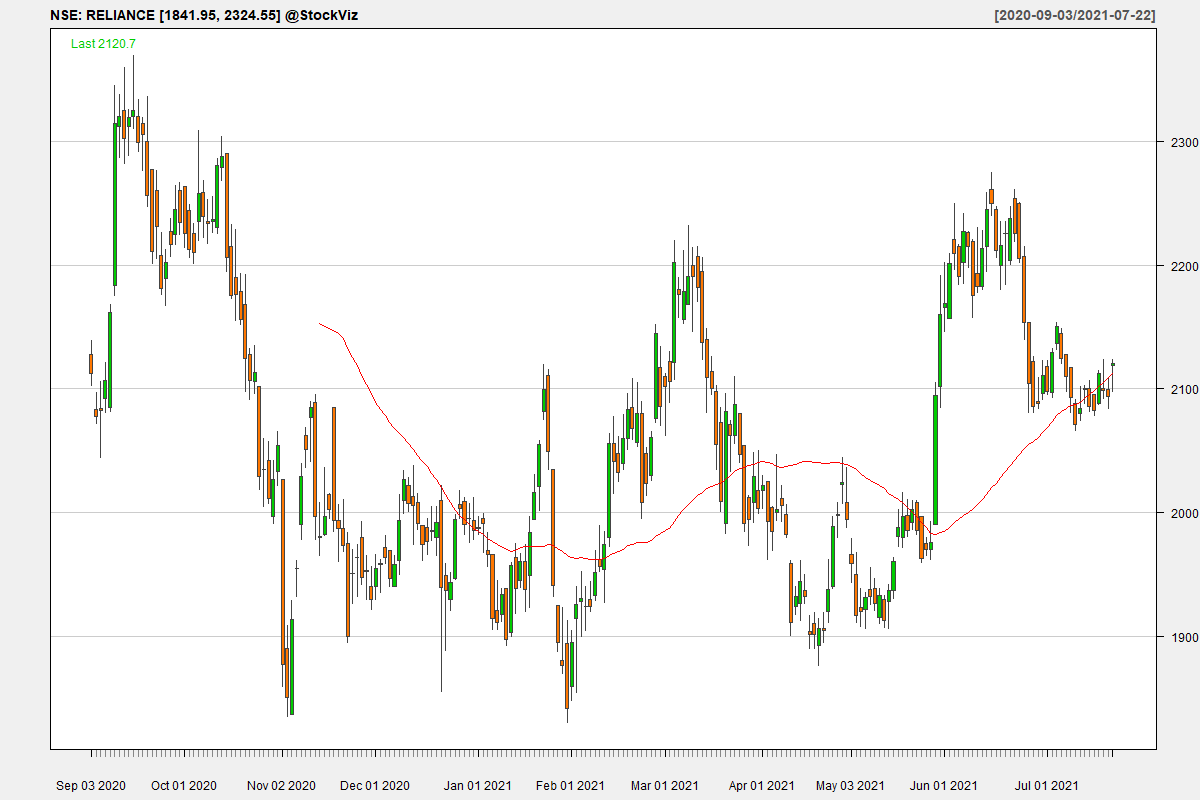 NSE: RELIANCE [1841.95, 2324.55] @StockViz [2020-09-03/2021-07-22]
Last 2120.7
2300
2200
2100
2000
1900
Sep 03 2020 Oct 01 2020 Nov 02 2020 Dec 01 2020 Jan 01 2021 Feb 01 2021 Mar 01 2021 Apr 01 2021 May 03 2021 Jun 01 2021 Jul 01 2021